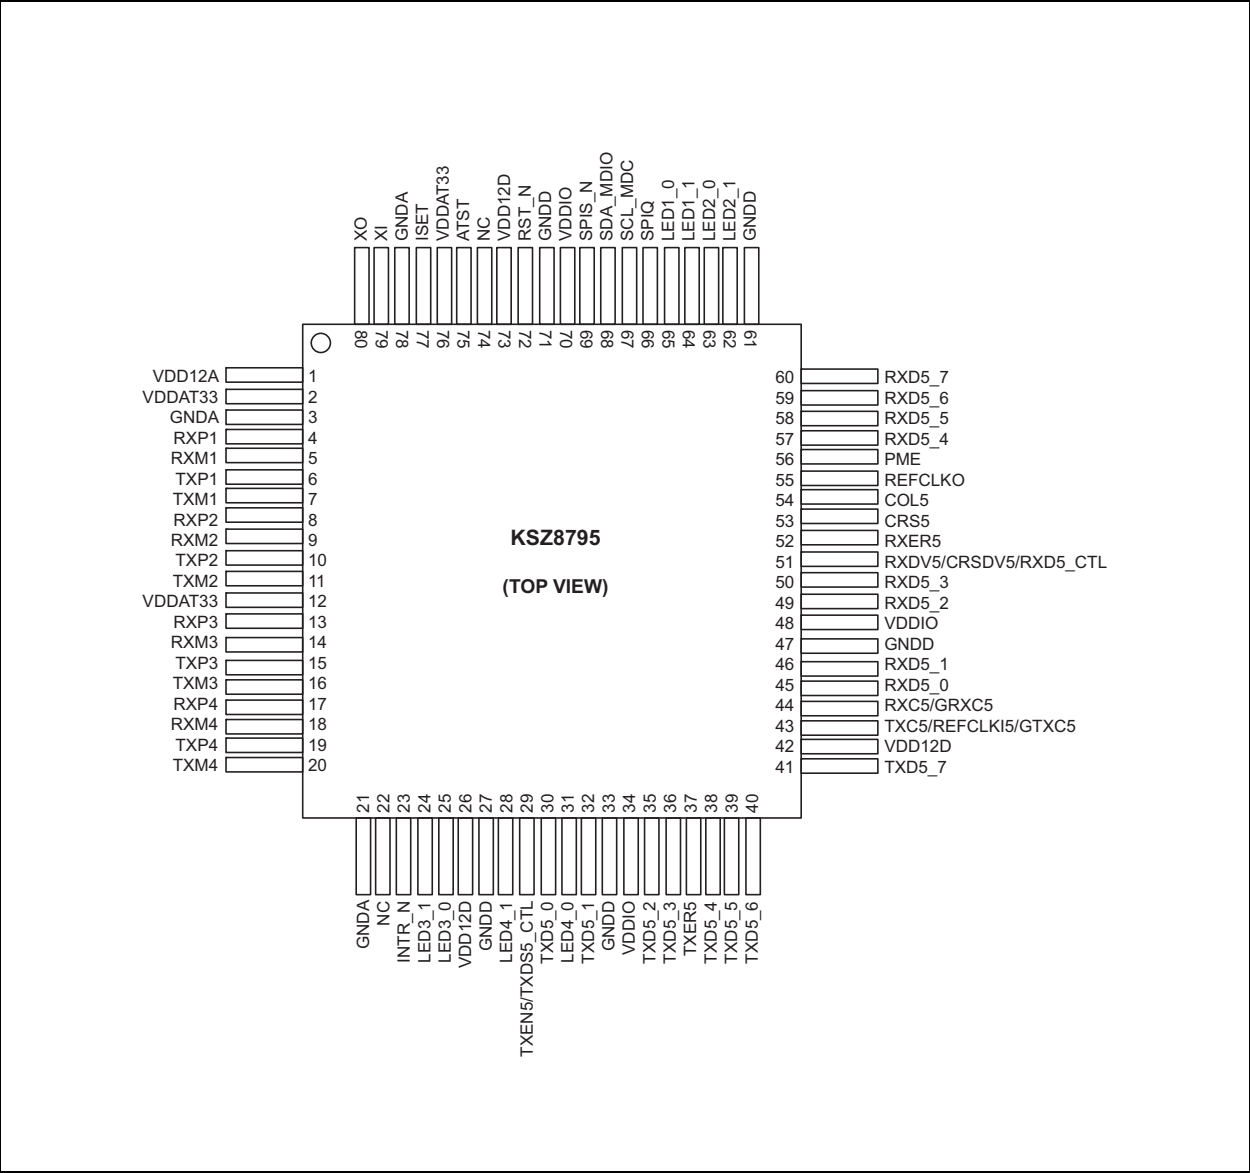 XO
XI
GNDA
ISET
VDDAT33
ATST
NC
VDD12D
RST_N
GNDD
VDDIO
SPIS_N
SDA_MDIO
SCL_MDC
SPIQ
LED1_0
LED1_1
LED2_0
LED2_1
GNDD
80
79
78
77
76
75
74
73
72
71
70
69
68
67
66
65
64
63
62
61
VDD12A 1
VDDAT33 2
GNDA 3
RXP1 4
RXM1 5
TXP1 6
TXM1 7
RXP2 8
RXM2 9
TXP2 10
TXM2 11
VDDAT33 12
RXP3 13
RXM3 14
TXP3 15
TXM3 16
RXP4 17
RXM4 18
TXP4 19
TXM4 20
KSZ8795
(TOP VIEW)
60 RXD5_7
59 RXD5_6
58 RXD5_5
57 RXD5_4
56 PME
55 REFCLKO
54 COL5
53 CRS5
52 RXER5
51 RXDV5/CRSDV5/RXD5_CTL
50 RXD5_3
49 RXD5_2
48 VDDIO
47 GNDD
46 RXD5_1
45 RXD5_0
44 RXC5/GRXC5
43 TXC5/REFCLKI5/GTXC5
42 VDD12D
41 TXD5_7
21
22
23
24
25
26
27
28
29
30
31
32
33
34
35
36
37
38
39
40
GNDA
NC
INTR_N
LED3_1
LED3_0
VDD12D
GNDD
LED4_1
TXEN5/TXDS5_CTL
TXD5_0
LED4_0
TXD5_1
GNDD
VDDIO
TXD5_2
TXD5_3
TXER5
TXD5_4
TXD5_5
TXD5_6